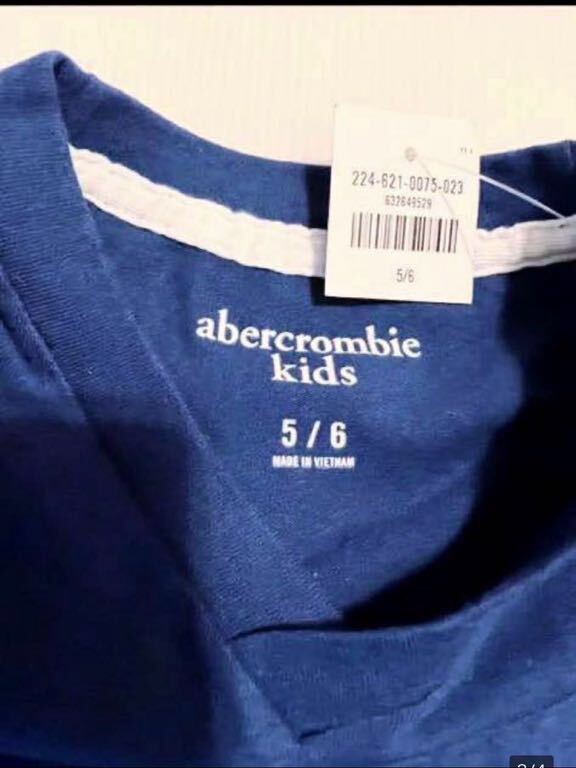 224-621-0075-023
632649529
5/6
abercrombie
kids
5 / 6
MADE IN VIETNAM